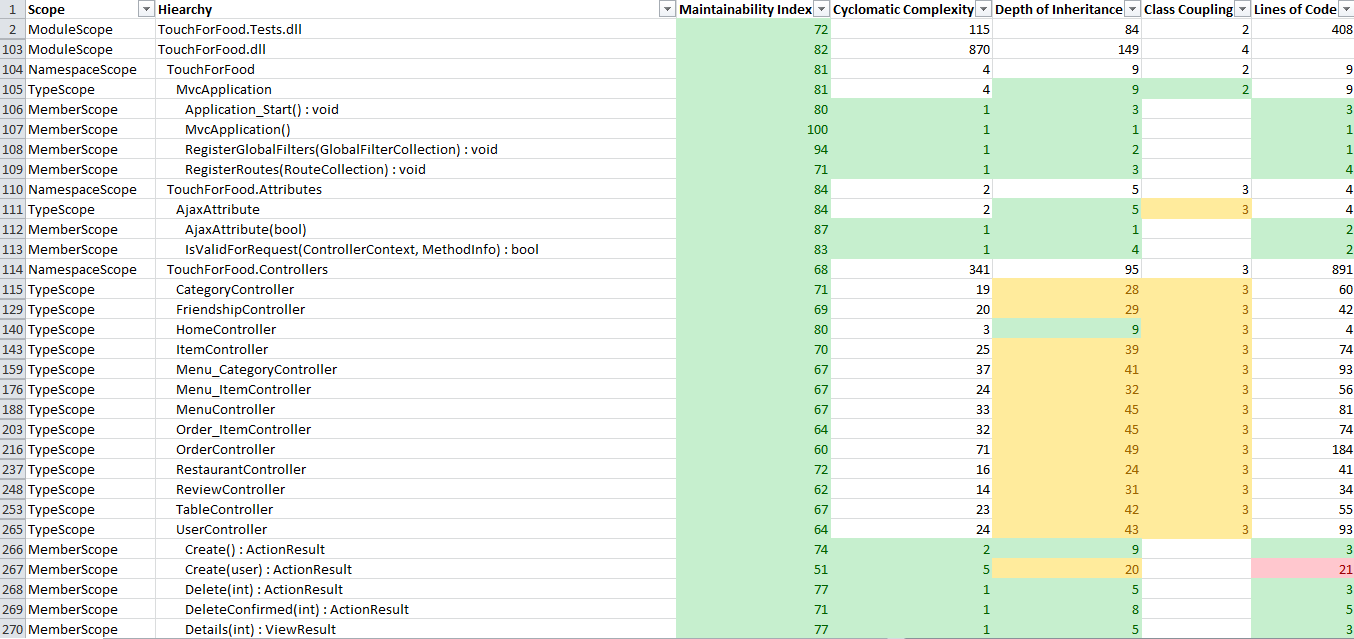 1 Scope Hiearchy Maintainability Index Cyclomatic Complexity Depth of Inheritance Class Coupling Lines of Code
2 ModuleScope TouchForFood.Tests.dll 72 115 84 2 408
103 ModuleScope TouchForFood.dll 82 870 149 4
104 NamespaceScope TouchForFood 81 4 9 2 9
105 TypeScope MvcApplication 81 4 9 2 9
106 MemberScope Application_Start() : void 80 1 3 3
107 MemberScope MvcApplication() 100 1 1 1
108 MemberScope RegisterGlobalFilters(GlobalFilterCollection) : void 94 1 2 1
109 MemberScope RegisterRoutes(RouteCollection) : void 71 1 3 4
110 NamespaceScope TouchForFood.Attributes 84 2 5 3 4
111 TypeScope AjaxAttribute 84 2 5 3 4
112 MemberScope AjaxAttribute(bool) 87 1 1 2
113 MemberScope IsValidForRequest(ControllerContext, MethodInfo) : bool 83 1 4 2
114 NamespaceScope TouchForFood.Controllers 68 341 95 3 891
115 TypeScope CategoryController 71 19 28 3 60
129 TypeScope FriendshipController 69 20 29 3 42
140 TypeScope HomeController 80 3 9 3 4
143 TypeScope ItemController 70 25 39 3 74
159 TypeScope Menu_CategoryController 67 37 41 3 93
176 TypeScope Menu_ItemController 67 24 32 3 56
188 TypeScope MenuController 67 33 45 3 81
203 TypeScope Order_ItemController 64 32 45 3 74
216 TypeScope OrderController 60 71 49 3 184
237 TypeScope RestaurantController 72 16 24 3 41
248 TypeScope ReviewController 62 14 31 3 34
253 TypeScope TableController 67 23 42 3 55
265 TypeScope UserController 64 24 43 3 93
266 MemberScope Create() : ActionResult 74 2 9 3
267 MemberScope Create(user) : ActionResult 51 5 20 21
268 MemberScope Delete(int) : ActionResult 77 1 5 3
269 MemberScope DeleteConfirmed(int) : ActionResult 71 1 8 5
270 MemberScope Details(int) : ViewResult 77 1 5 3